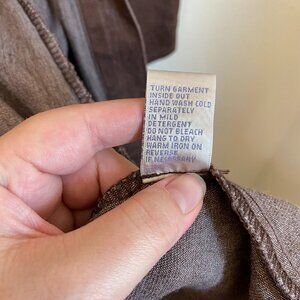 TURN GARMENT
INSIDE OUT
HAND WASH COLD
SEPARATELY
IN MILD
DETERGENT
DO NOT BLEACH
HANG TO DRY
WARM IRON ON
REVERSE
IF NECESSARY